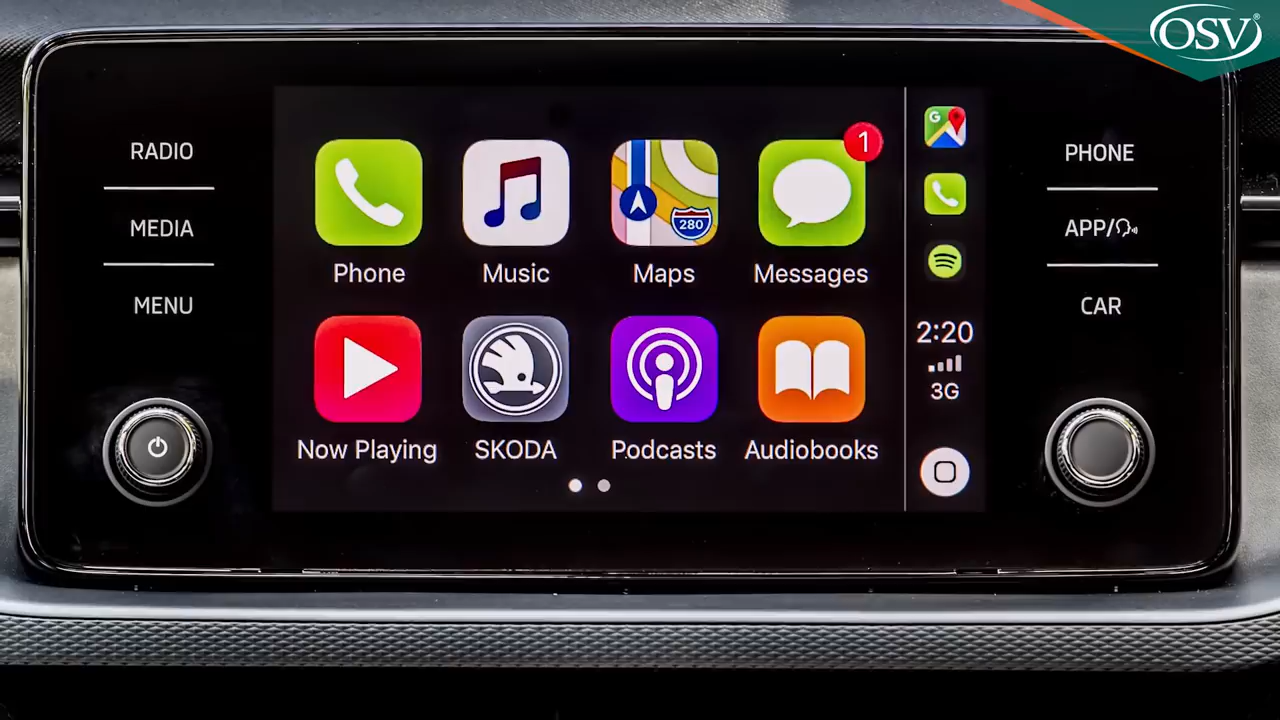 OSV®
RADIO
MEDIA
MENU
Phone
Music
280
Maps
1
Messages
Now Playing
SKODA
Podcasts
Audiobooks
G
2:20
3G
PHONE
APP/
CAR